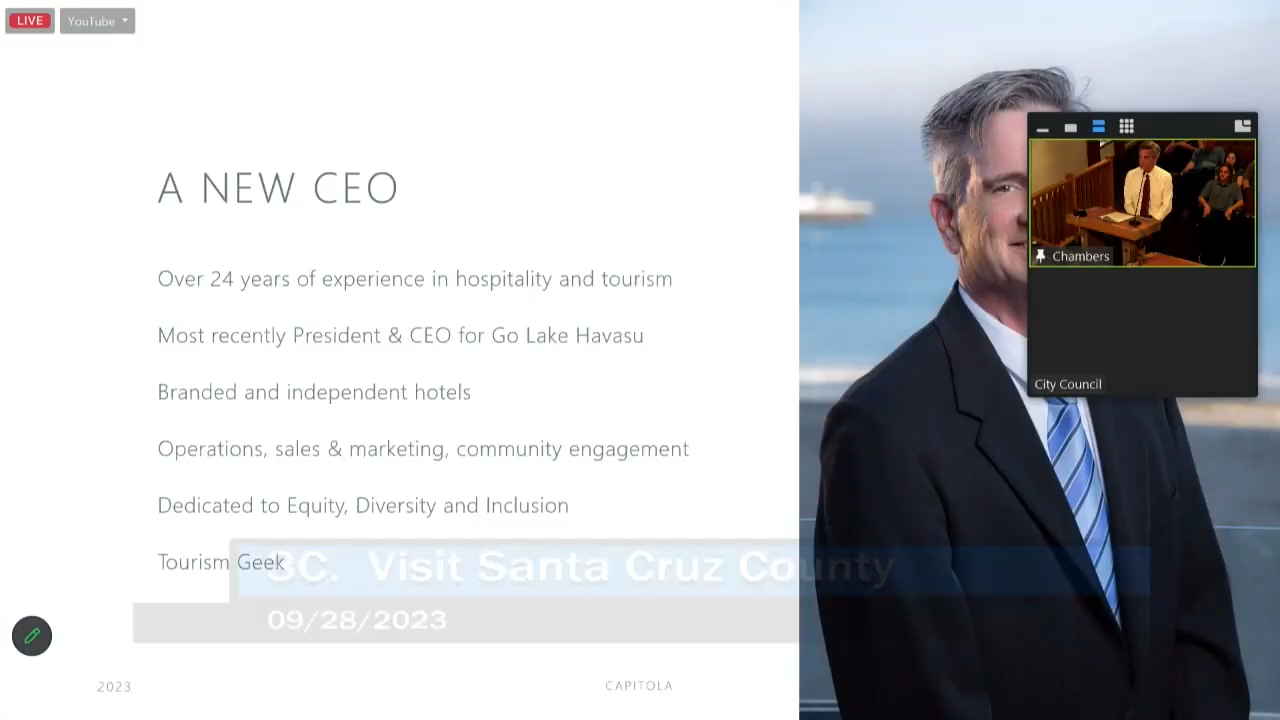 LIVE
YouTube
A NEW CEO
Over 24 years of experience in hospitality and tourism
Most recently President & CEO for Go Lake Havasu
Branded and independent hotels
Operations, sales & marketing, community engagement
Dedicated to Equity, Diversity and Inclusion
Tourism Geek
8C. Visit Santa Cruz County
09/28/2023
2023
CAPITOLA
Chambers
City Council